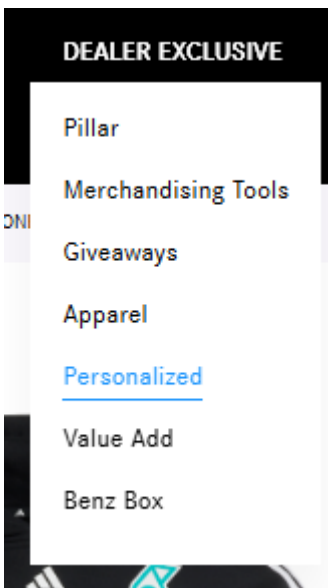 DEALER EXCLUSIVE
Pillar
Merchandising Tools
Giveaways
Apparel
Personalized
Value Add
Benz Box